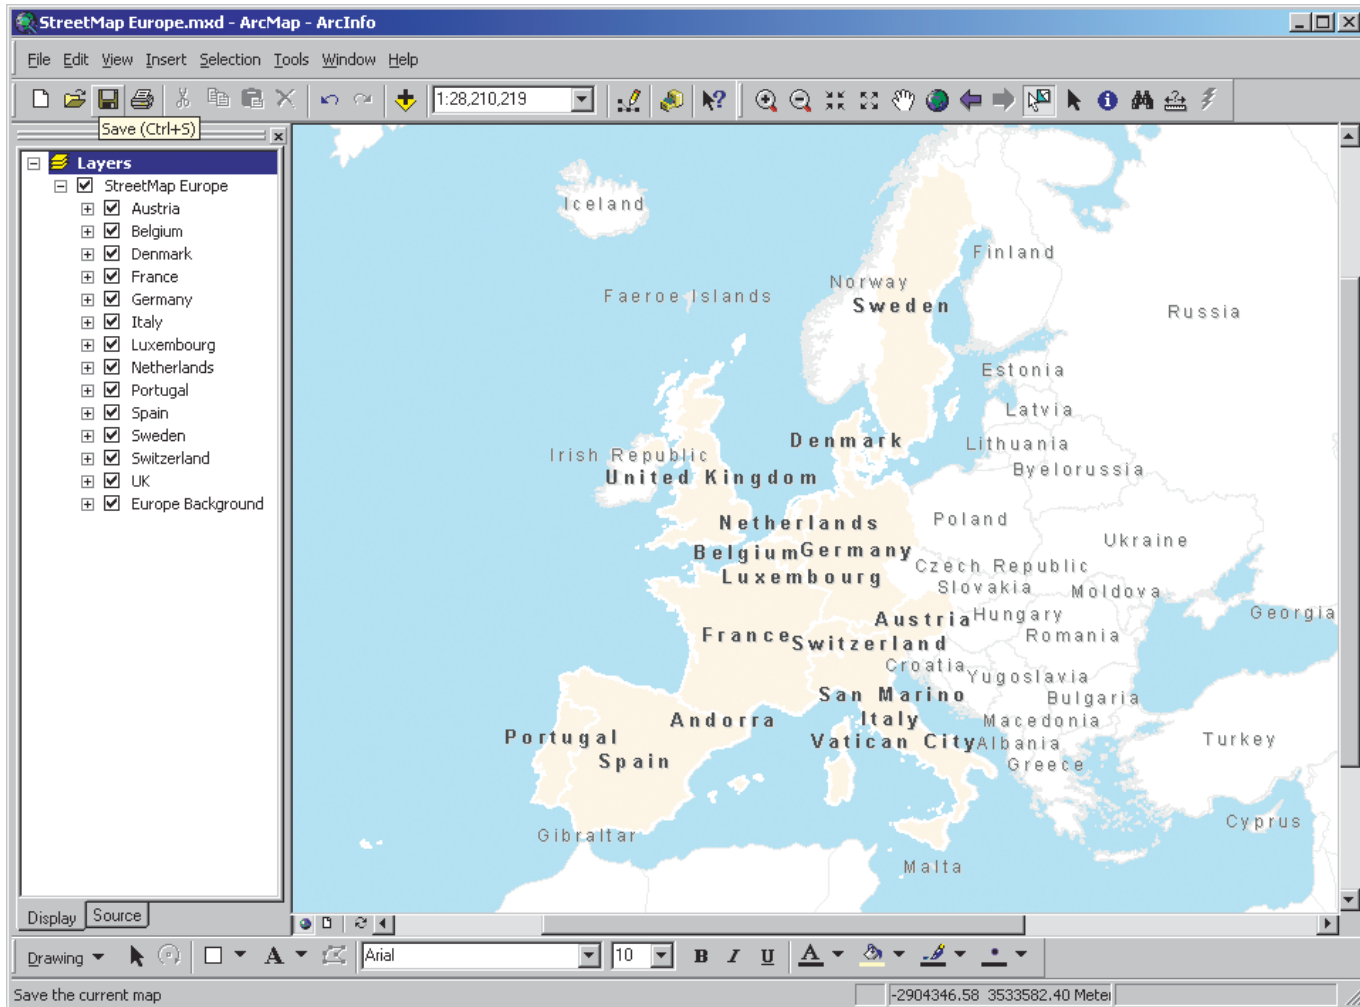 StreetMap Europe.mxd - ArcMap - ArcInfo
File Edit View Insert Selection Tools Window Help
1:28,210,219
Save (Ctrl+S)
Layers
StreetMap Europe
Austria
Belgium
Denmark
France
Germany
Italy
Luxembourg
Netherlands
Portugal
Spain
Sweden
Switzerland
UK
Europe Background
Display Source
Iceland
Finland
Norway
Faeroe Islands
Sweden
Russia
Estonia
Latvia
Denmark
Lithuania
Irish Republic
Byelorussia
United Kingdom
Poland
Netherlands
Ukraine
Belgium Germany
Czech Republic
Luxembourg
Slovakia
Moldova
Georgia
Austria Hungary
France Romania
Switzerland
Croatia
Yugoslavia
San Marino
Bulgaria
Andorra Italy Macedonia
Portugal
Vatican City Albania
Turkey
Spain
Greece
Cyprus
Gibraltar
Malta
Drawing A Arial 10 B I U A
Save the current map
-2904346.58 3533582.40 Meter